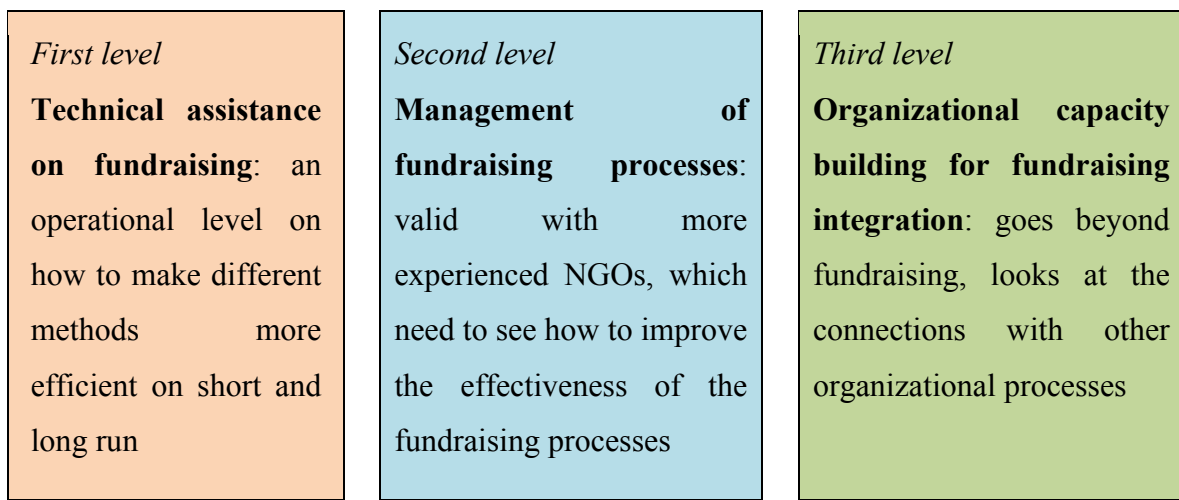 First level
Technical assistance
on fundraising: an
operational level on
how to make different
methods more
efficient on short and
long run
Second level
Management of
fundraising processes:
valid with more
experienced NGOs, which
need to see how to improve
the effectiveness of the
fundraising processes
Third level
Organizational capacity
building for fundraising
integration: goes beyond
fundraising, looks at the
connections with other
organizational processes